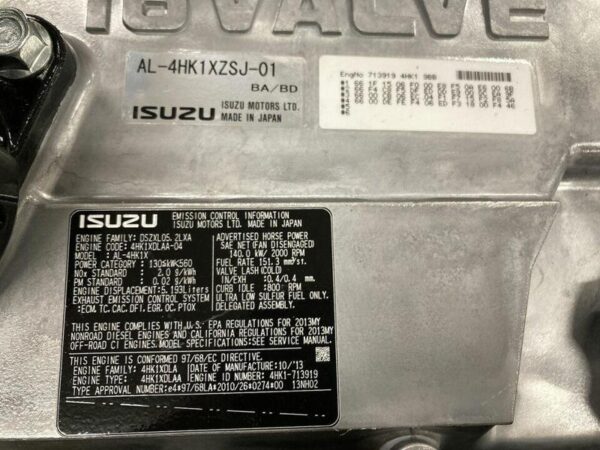 16VALVE
AL-4HK1XZSJ-01
BA/BD
ISUZU ISUZU MOTORS LTD.
MADE IN JAPAN
EngNo 713919 4HK1 9BB
ISUZU EMISSION CONTROL INFORMATION
ISUZU MOTORS LTD. MADE IN JAPAN
ENGINE FAMILY: DSZXL05.2LXA
ENGINE CODE: 4HK1XDLAA-04
MODEL: AL-4HK1X
POWER CATEGORY : 130≤kW≤560
NOx STANDARD : 2.0 g/kWh
PM STANDARD : 0.02 g/kWh
ENGINE DISPLACEMENT:5.193liters
EXHAUST EMISSION CONTROL SYSTEM
:ECM, TC, CAC, DFI, EGR, OC, PTOX
ADVERTISED HORSE POWER
SAE NET(FAN DISENGAGED)
140.0 kW/ 2000 RPM
FUEL RATE 151.3 mm³/st.
VALVE LASH(COLD)
IN/EX :0.4/0.4 mm
CURB IDLE :800 RPM
ULTRA LOW SULFUR FUEL ONLY.
DELEGATED ASSEMBLY.
THIS ENGINE COMPLIES WITH U.S. EPA REGULATIONS FOR 2013MY
NONROAD DIESEL ENGINES AND CALIFORNIA REGULATIONS FOR 2013MY
OFF-ROAD CI ENGINES. MODEL-SPECIFICATIONS:SEE SERVICE MANUAL.
THIS ENGINE IS CONFORMED 97/68/EC DIRECTIVE.
ENGINE FAMILY: 4HK1XDLA DATE OF MANUFACTURE:10/'13
ENGINE TYPE: 4HK1XDLAA ENGINE ID NUMBER: 4HK1-713919
TYPE APPROVAL NUMBER:e4*97/68LA*2010/26*0274*00 13NH02